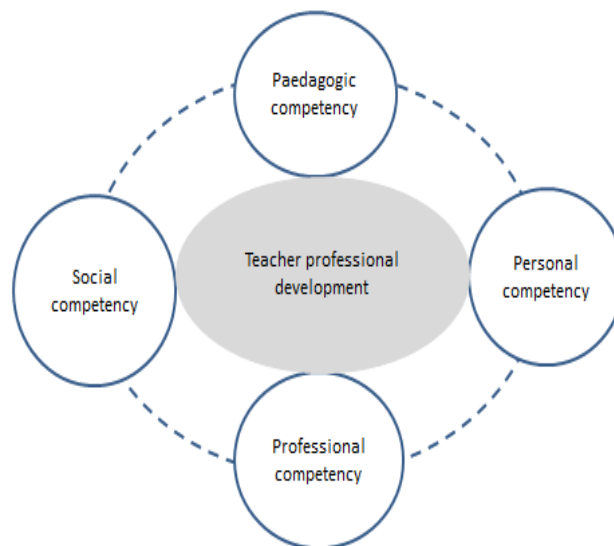 Paedagogic
competency
Teacher professional
development
Social
competency
Personal
competency
Professional
competency